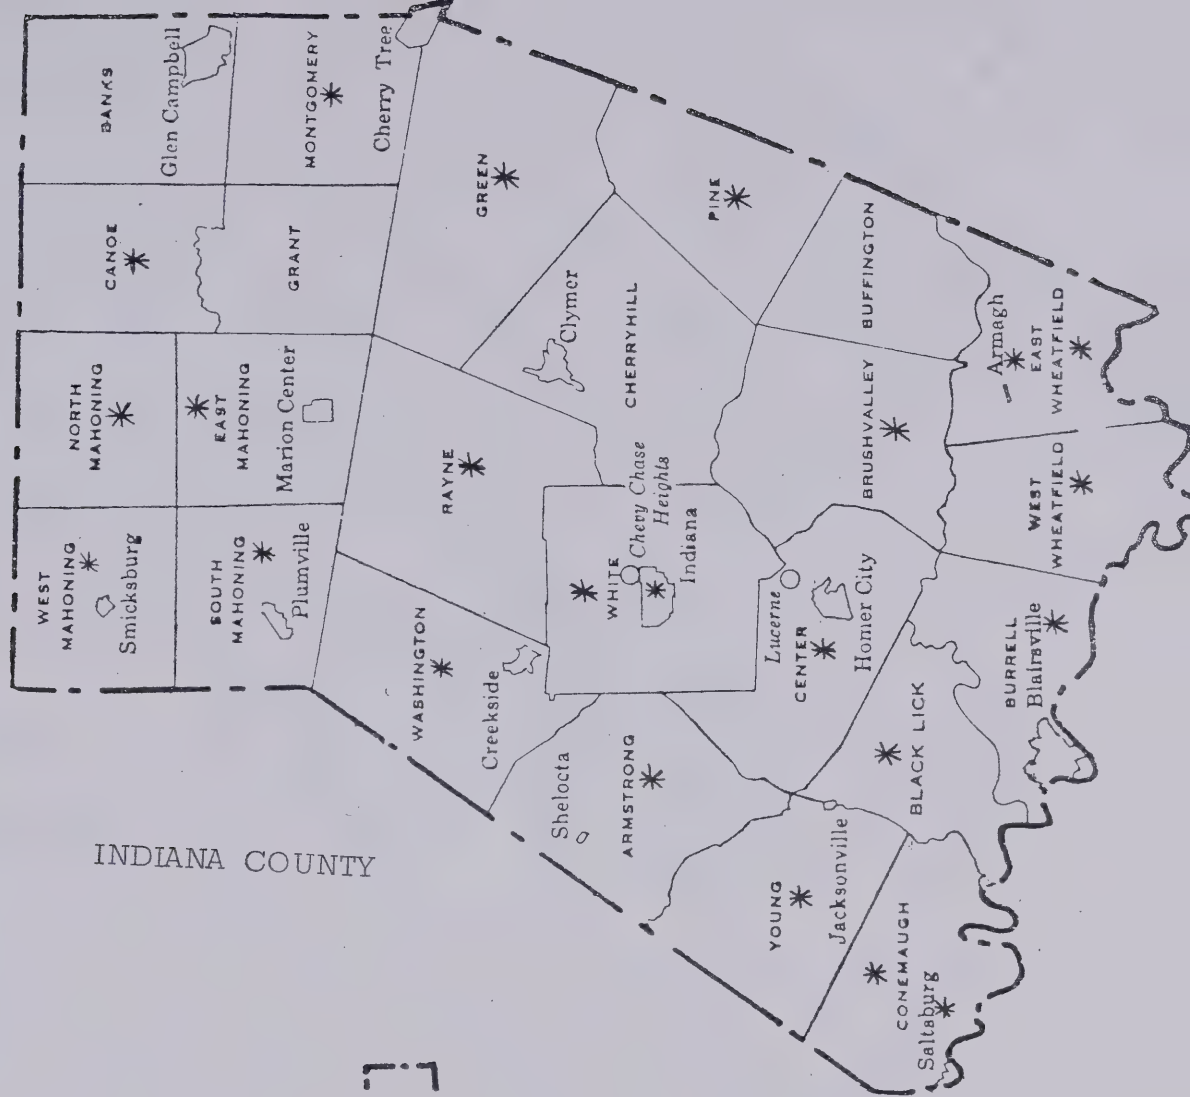 INDIANA COUNTY
WEST
MAHONING
Smicksburg
NORTH
MAHONING
CANOE
BANKS
Glen Campbell
SOUTH
MAHONING
Plumville
EAST
MAHONING
Marion Center
GRANT
MONTGOMERY
Cherry Tree
WASHINGTON
Creekside
RAYNE
GREEN
Shelocta
ARMSTRONG
WHITE
Chevy Chase
Heights
Indiana
CHERRYHILL
Clymer
PINE
YOUNG
Jacksonville
Lucerne
CENTER
Homer City
BRUSHVALLEY
BUFFINGTON
CONEMAUGH
Saltsburg
BLACK LICK
BURRELL
Blairsville
WEST
WHEATFIELD
Armagh
EAST
WHEATFIELD